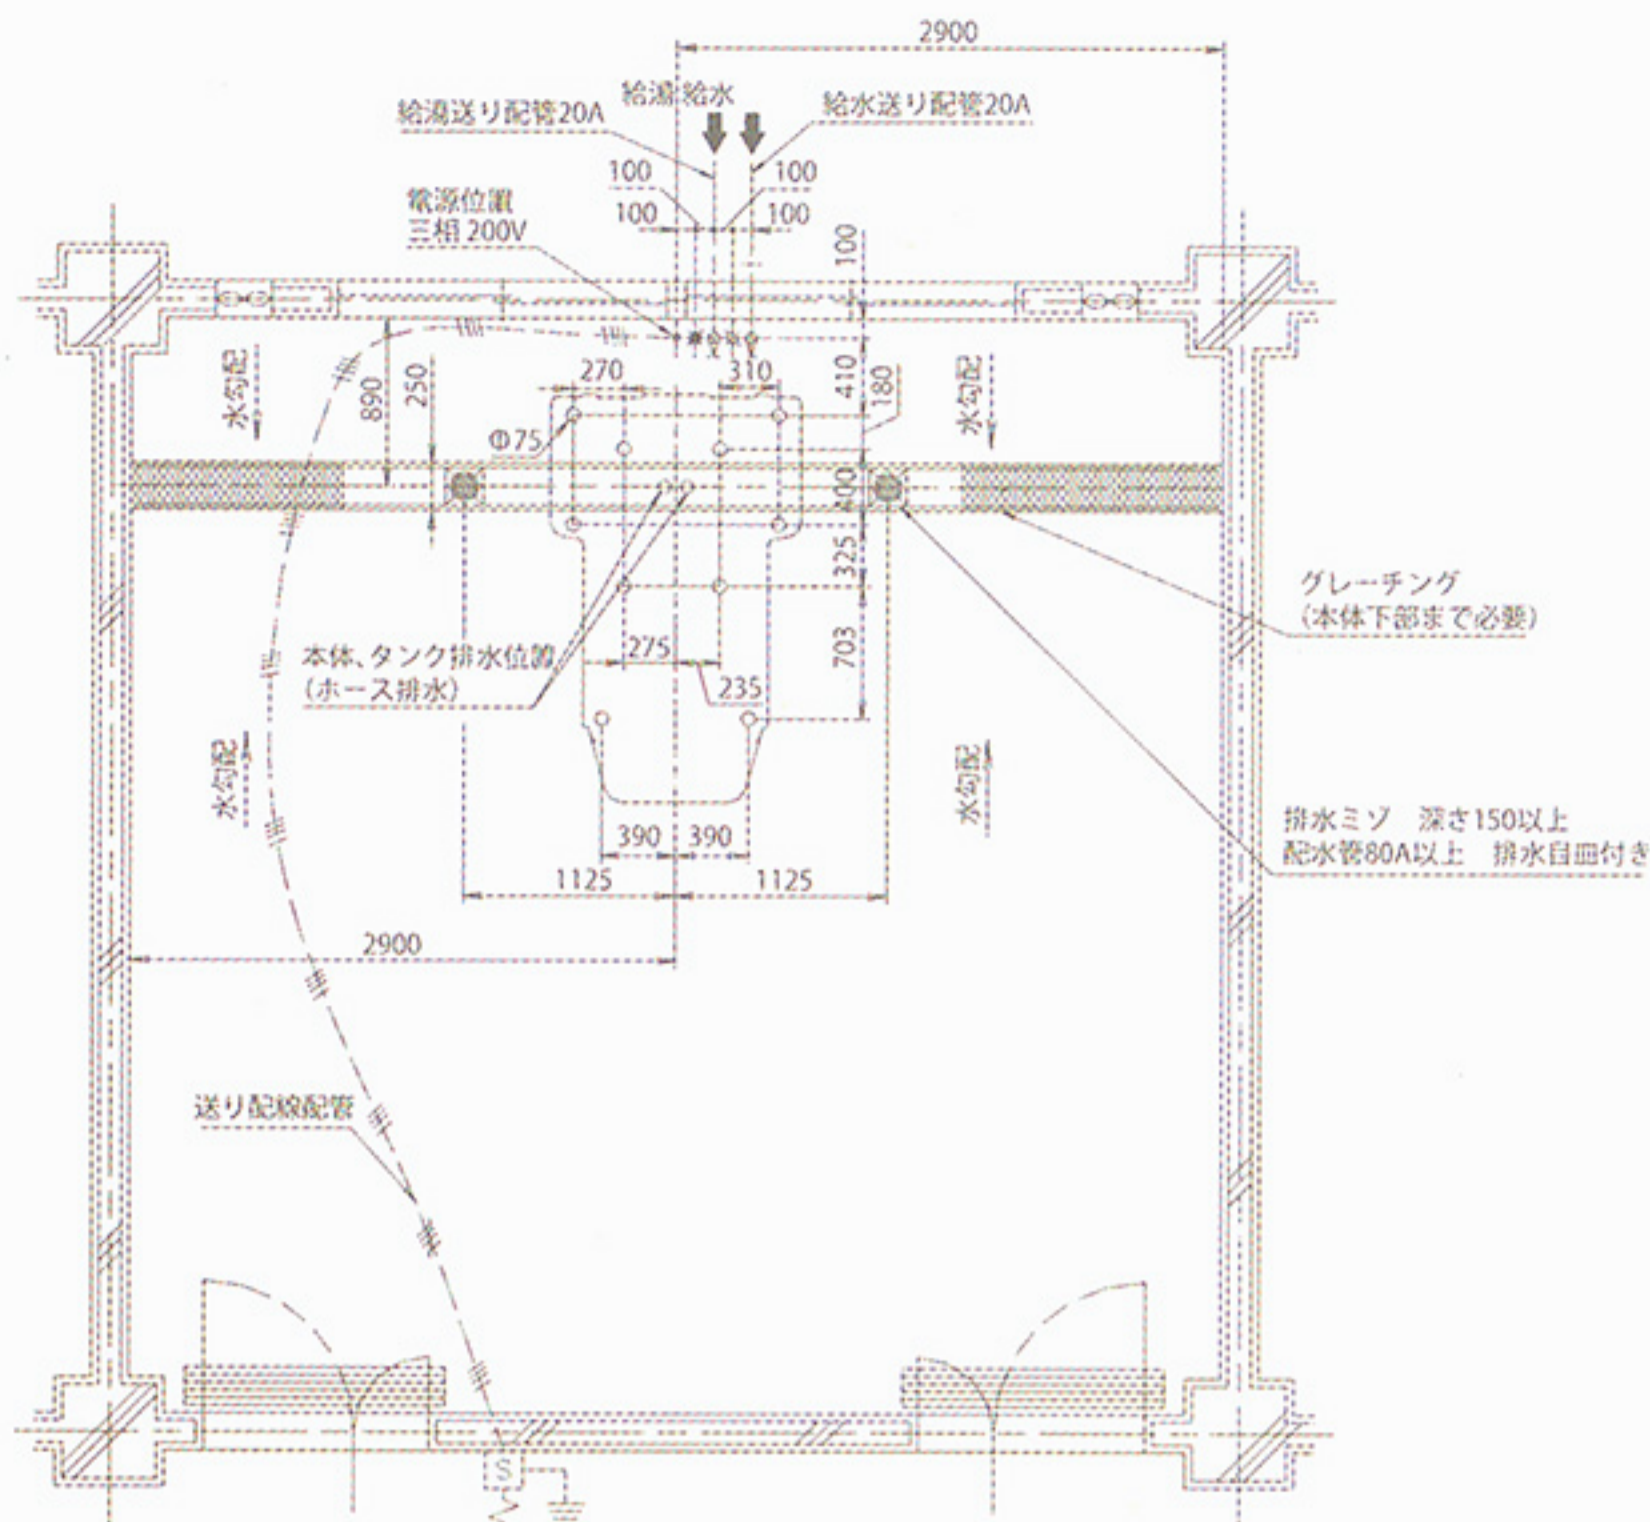 2900
給湯 給水
給湯送り配管20A
給水送り配管20A
100
100
電源位置
三相 200V
100
100
100
水勾配
890
250
270
310
410
180
水勾配
Φ75
400
325
グレーチング
(本体下部まで必要)
本体、タンク排水位置
(ホース排水)
275
235
703
水勾配
水勾配
390
390
排水ミゾ 深さ150以上
配水管80A以上 排水目皿付き
1125
1125
2900
送り配線配管
S